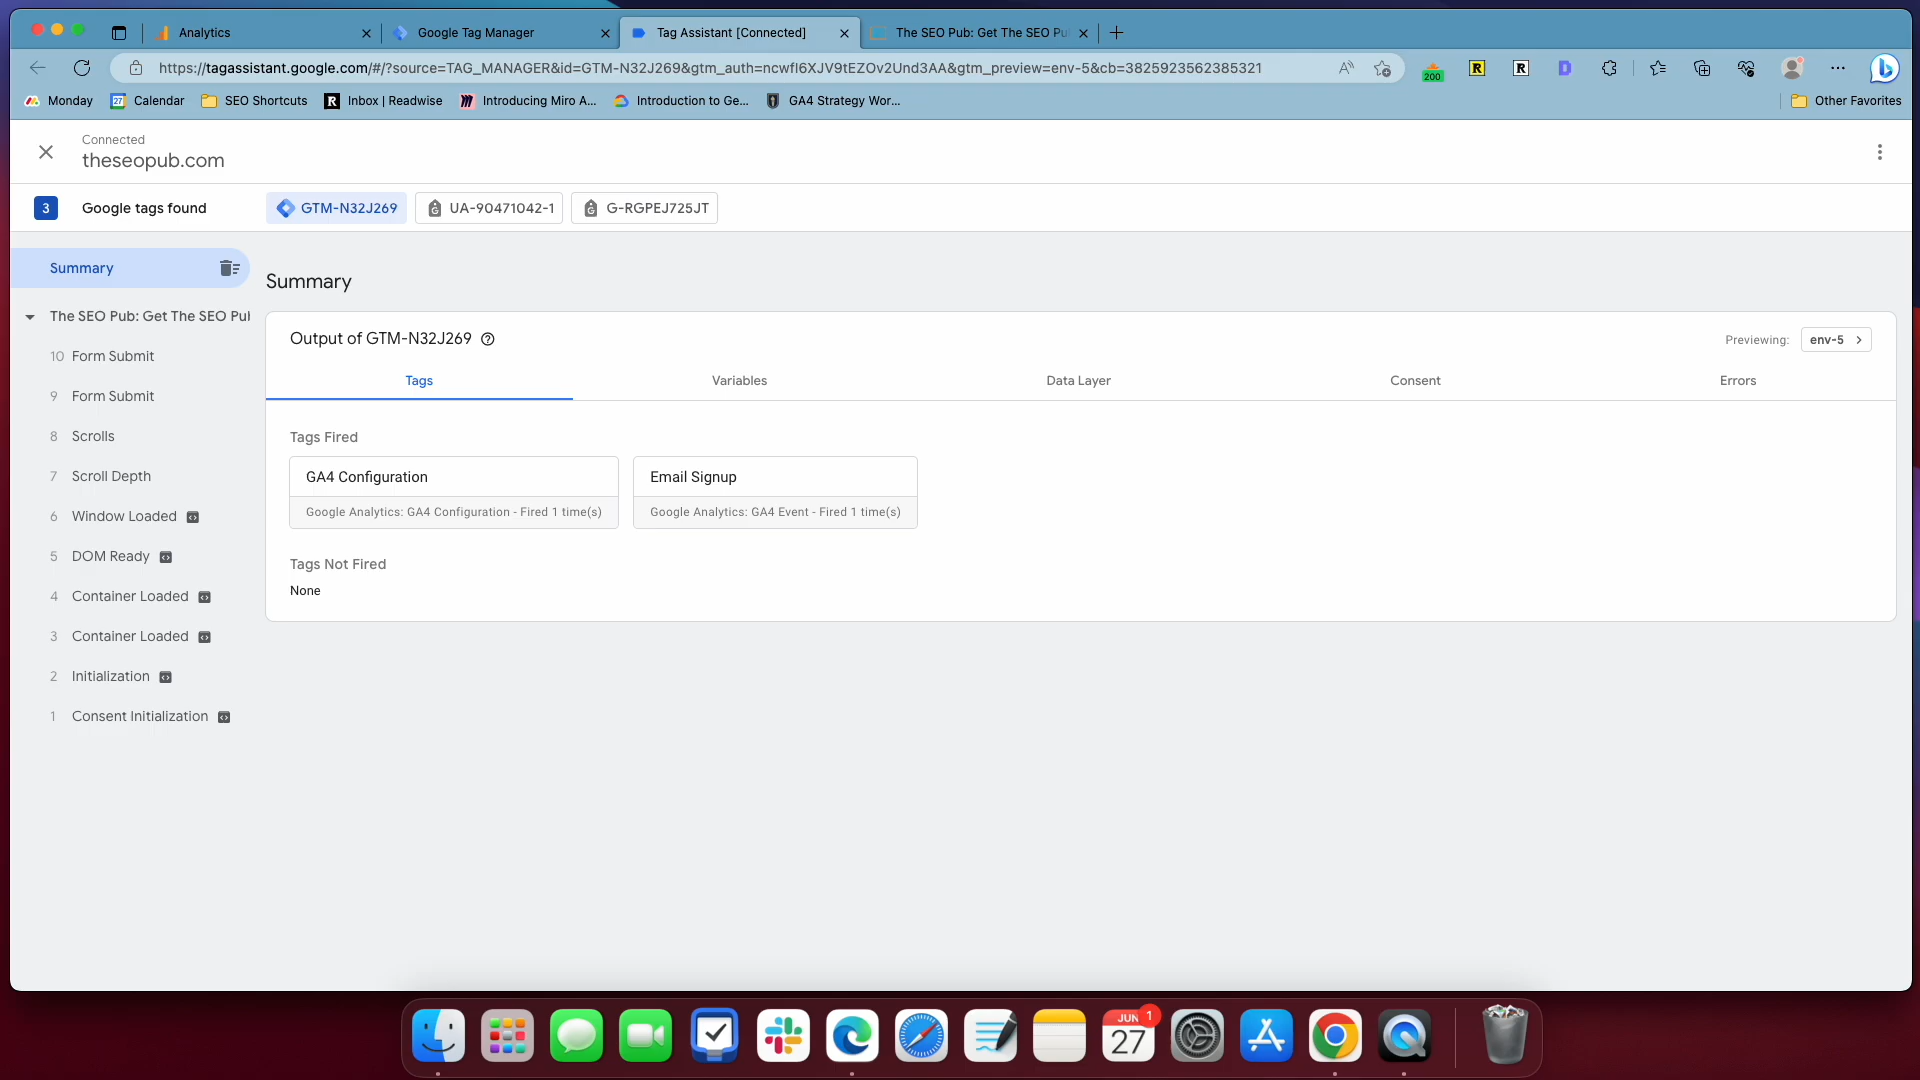 Analytics
Google Tag Manager
Tag Assistant [Connected]
The SEO Pub: Get The SEO Pu
https://tagassistant.google.com/#/?source=TAG_MANAGER&id=GTM-N32J269&gtm_auth=ncwfI6XJV9tEZOv2Und3AA&gtm_preview=env-5&cb=3825923562385321
200
R
R
D
Monday
27
Calendar
SEO Shortcuts
R
Inbox | Readwise
Introducing Miro A...
Introduction to Ge...
GA4 Strategy Wor...
Other Favorites
Connected
theseopub.com
3
Google tags found
GTM-N32J269
UA-90471042-1
G-RGPEJ725JT
Summary
The SEO Pub: Get The SEO Pul
10 Form Submit
9 Form Submit
8 Scrolls
7 Scroll Depth
6 Window Loaded
5 DOM Ready
4 Container Loaded
3 Container Loaded
2 Initialization
1 Consent Initialization
Summary
Output of GTM-N32J269
Previewing: env-5
Tags
Variables
Data Layer
Consent
Errors
Tags Fired
GA4 Configuration
Google Analytics: GA4 Configuration - Fired 1 time(s)
Email Signup
Google Analytics: GA4 Event - Fired 1 time(s)
Tags Not Fired
None
JUN
27
1